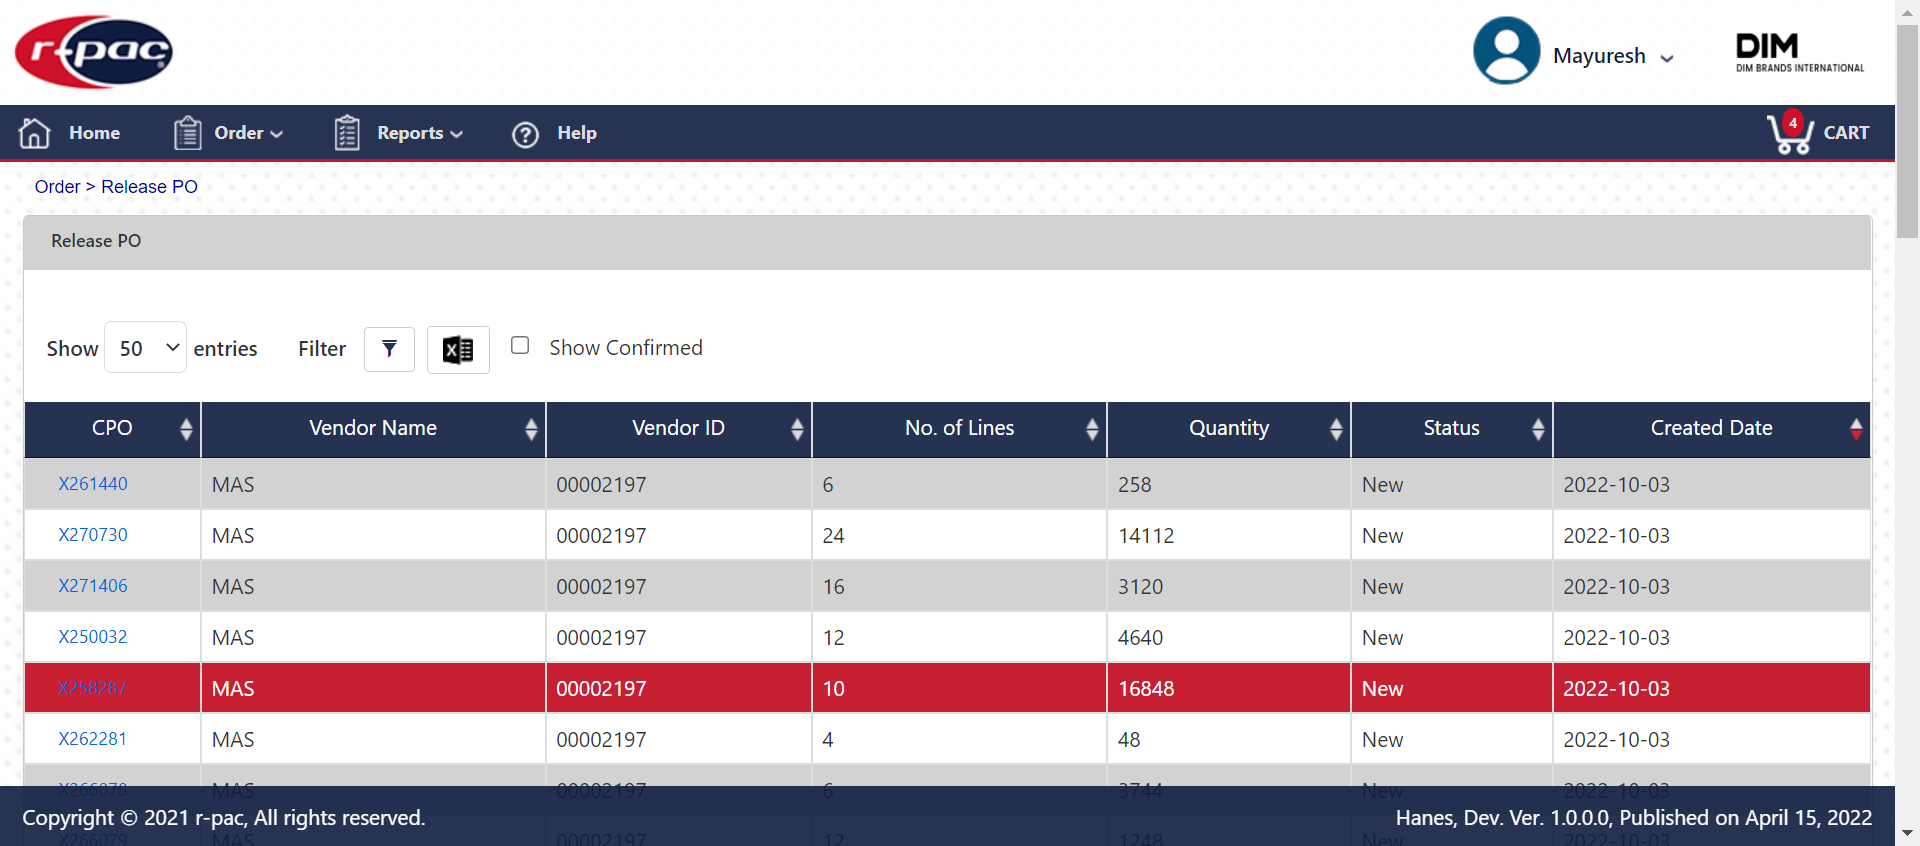 r-pac
Mayuresh
DIM
DIM BRANDS INTERNATIONAL
Home Order Reports Help 4 CART
Order > Release PO
Release PO
Show 50 entries Filter Show Confirmed
CPO Vendor Name Vendor ID No. of Lines Quantity Status Created Date
X261440 MAS 00002197 6 258 New 2022-10-03
X270730 MAS 00002197 24 14112 New 2022-10-03
X271406 MAS 00002197 16 3120 New 2022-10-03
X250032 MAS 00002197 12 4640 New 2022-10-03
X258287 MAS 00002197 10 16848 New 2022-10-03
X262281 MAS 00002197 4 48 New 2022-10-03
X266078 MAS 00002197 6 3744 New 2022-10-03
Copyright © 2021 r-pac, All rights reserved. Hanes, Dev. Ver. 1.0.0.0, Published on April 15, 2022
X266079 MAS 00002197 12 1248 New 2022-10-03